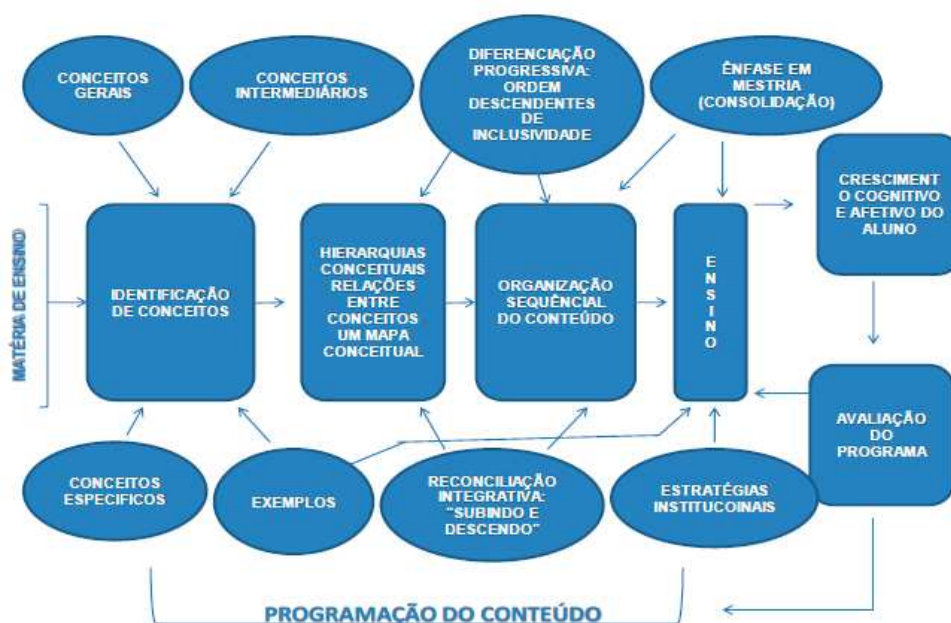 CONCEITOS
GERAIS
CONCEITOS
INTERMEDIÁRIOS
DIFERENCIAÇÃO
PROGRESSIVA:
ORDEM
DESCENDENTES
DE
INCLUSIVIDADE
ÊNFASE EM
MESTRIA
(CONSOLIDAÇÃO)
MATÉRIA DE ENSINO
IDENTIFICAÇÃO
DE CONCEITOS
HIERARQUIAS
CONCEITUAIS
RELAÇÕES
ENTRE
CONCEITOS
UM MAPA
CONCEITUAL
ORGANIZAÇÃO
SEQUÊNCIAL
DO CONTEÚDO
E
N
S
I
N
O
CRESCIMENT
O COGNITIVO
E AFETIVO DO
ALUNO
AVALIAÇÃO
DO
PROGRAMA
CONCEITOS
ESPECIFICOS
EXEMPLOS
RECONCILIAÇÃO
INTEGRATIVA:
"SUBINDO E
DESCENDO"
ESTRATÉGIAS
INSTITUCOINAIS
PROGRAMAÇÃO DO CONTEÚDO